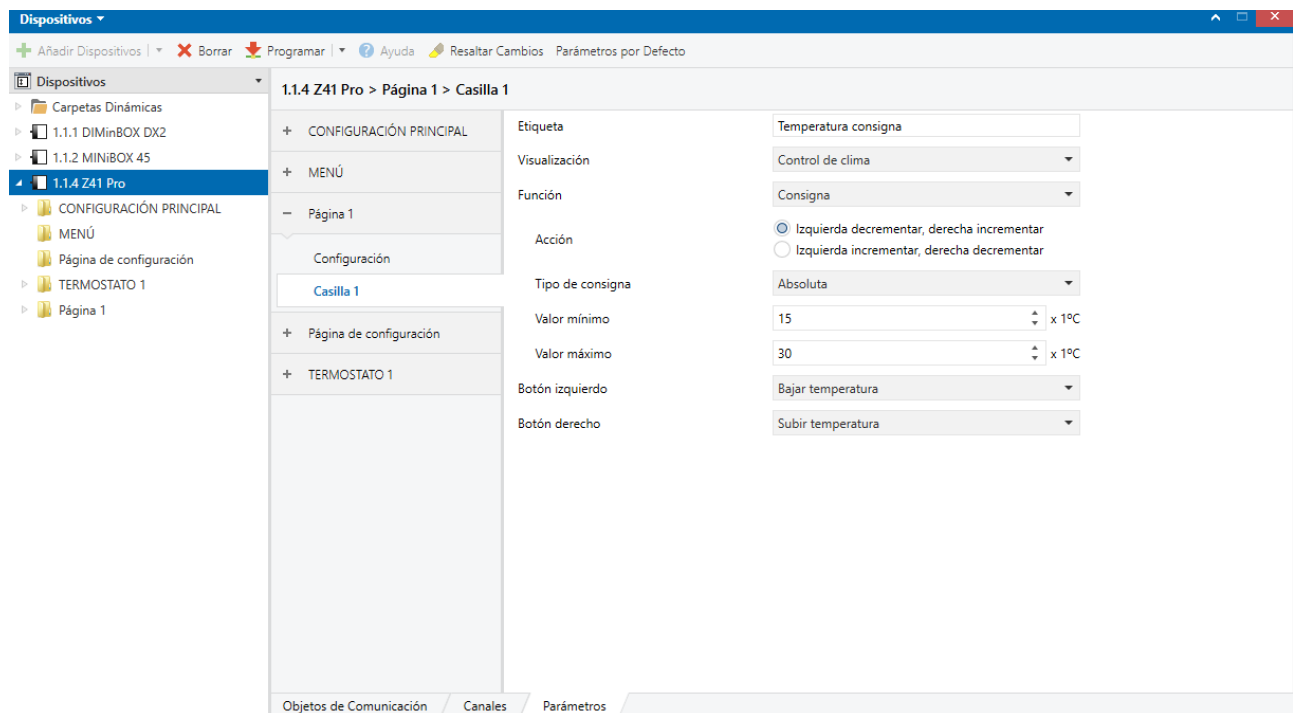 Dispositivos
Añadir Dispositivos Borrar Programar Ayuda Resaltar Cambios Parámetros por Defecto
Dispositivos
Carpetas Dinámicas
1.1.1 DIMinBOX DX2
1.1.2 MINiBOX 45
1.1.4 Z41 Pro
CONFIGURACIÓN PRINCIPAL
MENÚ
Página de configuración
TERMOSTATO 1
Página 1
1.1.4 Z41 Pro > Página 1 > Casilla 1
+ CONFIGURACIÓN PRINCIPAL
+ MENÚ
− Página 1
Configuración
Casilla 1
+ Página de configuración
+ TERMOSTATO 1
Etiqueta Temperatura consigna
Visualización Control de clima
Función Consigna
Acción
Izquierda decrementar, derecha incrementar
Izquierda incrementar, derecha decrementar
Tipo de consigna Absoluta
Valor mínimo 15 x 1ºC
Valor máximo 30 x 1ºC
Botón izquierdo Bajar temperatura
Botón derecho Subir temperatura
Objetos de Comunicación Canales Parámetros